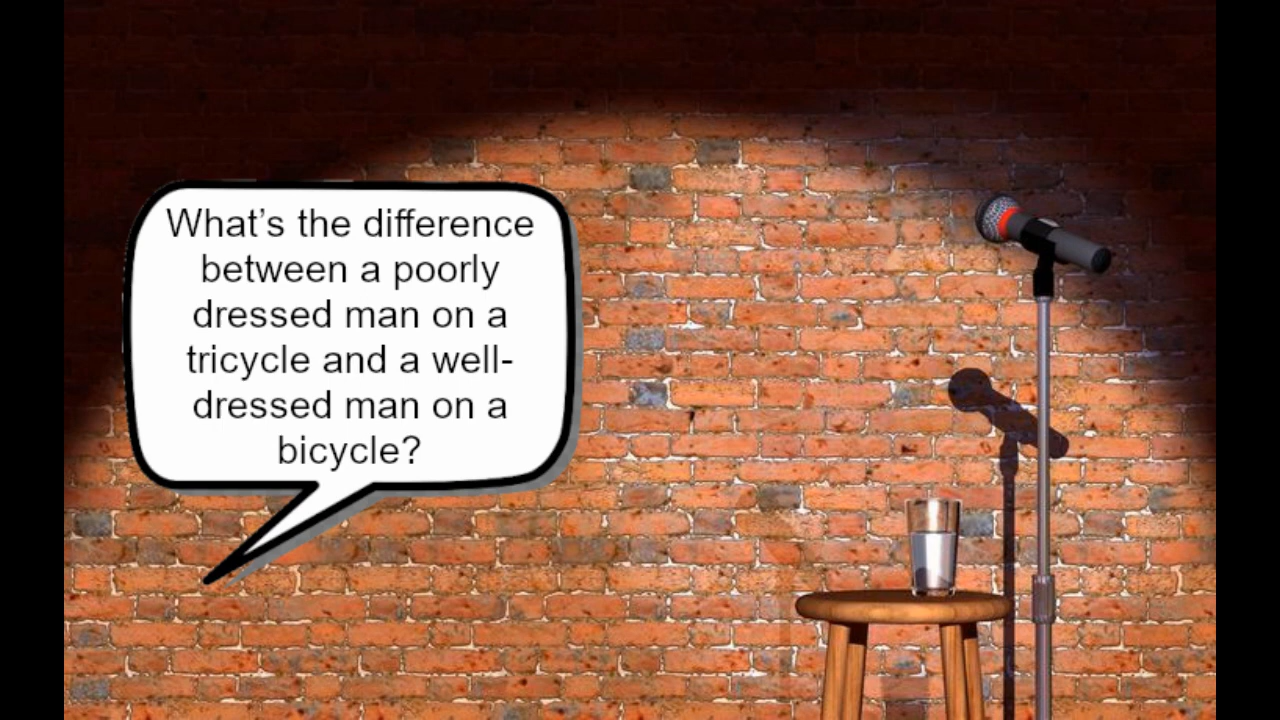 What’s the difference
between a poorly
dressed man on a
tricycle and a well-
dressed man on a
bicycle?